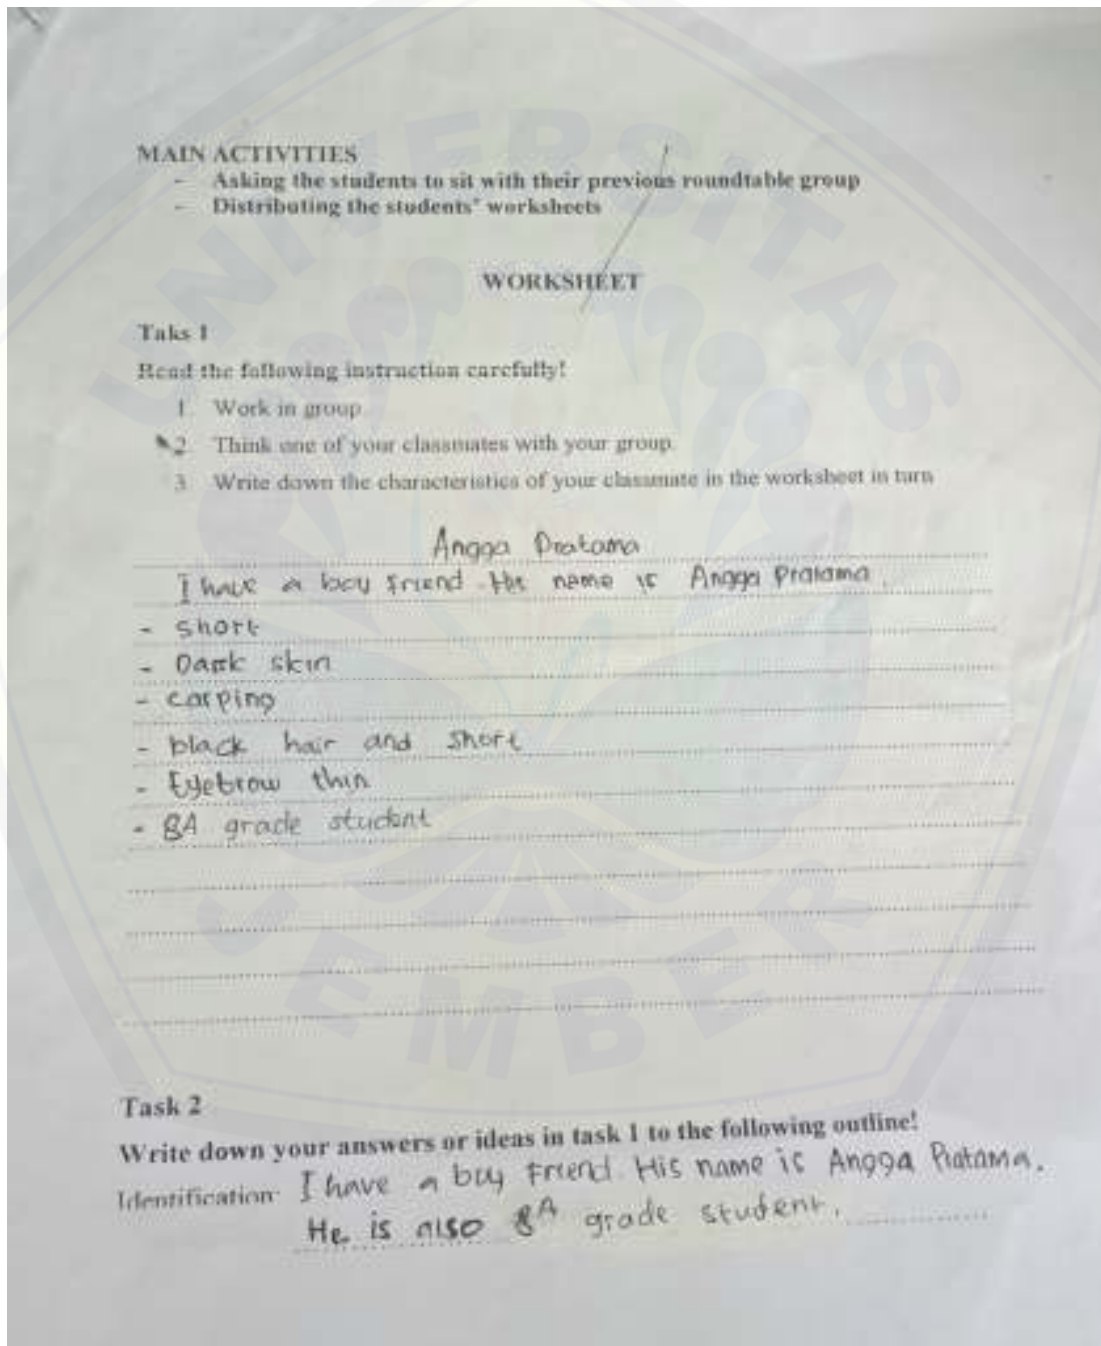 UNIVERSITAS
MAIN ACTIVITIES
- Asking the students to sit with their previous roundtable group
- Distributing the students' worksheets
WORKSHEET
Taks 1
Read the following instruction carefully!
1. Work in group
2. Think one of your classmates with your group.
3. Write down the characteristics of your classmate in the worksheet in turn
Angga Pratama
I have a boy friend. His name is Angga Pratama.
- short
- Dark skin
- carping
- black hair and short
- Eyebrow thin
- 8A grade student
JEMBER
Task 2
Write down your answers or ideas in task 1 to the following outline!
Identification: I have a boy Friend. His name is Angga Pratama.
He is also 8A grade student.